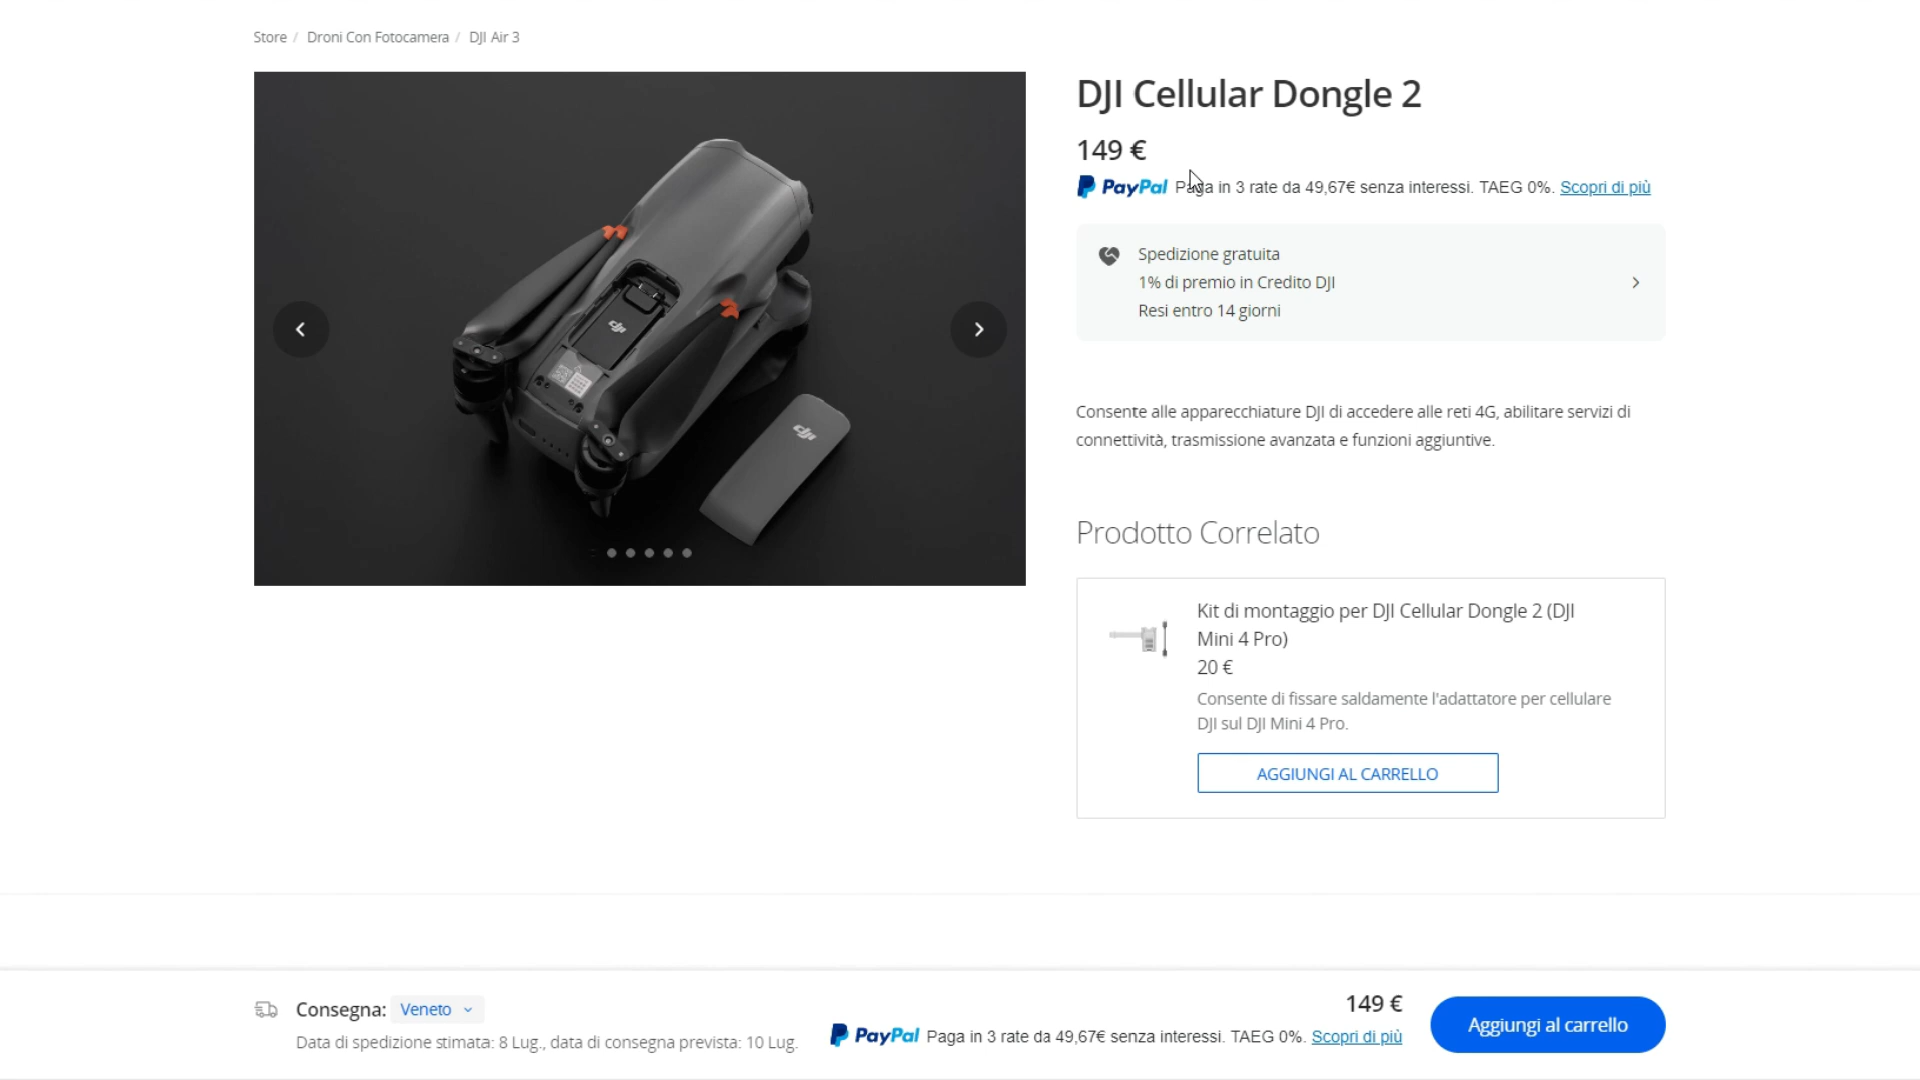 Store / Droni Con Fotocamera / DJI Air 3
DJI Cellular Dongle 2
149 €
PayPal Paga in 3 rate da 49,67€ senza interessi. TAEG 0%. Scopri di più
Spedizione gratuita
1% di premio in Credito DJI
Resi entro 14 giorni
dji
dji
Consente alle apparecchiature DJI di accedere alle reti 4G, abilitare servizi di
connettività, trasmissione avanzata e funzioni aggiuntive.
Prodotto Correlato
Kit di montaggio per DJI Cellular Dongle 2 (DJI
Mini 4 Pro)
20 €
Consente di fissare saldamente l'adattatore per cellulare
DJI sul DJI Mini 4 Pro.
AGGIUNGI AL CARRELLO
Consegna: Veneto
Data di spedizione stimata: 8 Lug., data di consegna prevista: 10 Lug.
149 €
PayPal Paga in 3 rate da 49,67€ senza interessi. TAEG 0%. Scopri di più
Aggiungi al carrello